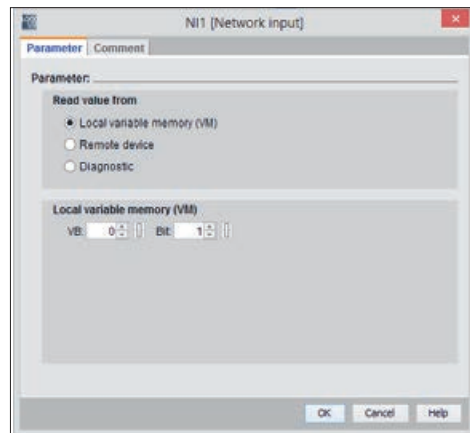 NI1 [Network input]
Parameter Comment
Parameter:
Read value from
Local variable memory (VM)
Remote device
Diagnostic
Local variable memory (VM)
VB: 0 Bit: 1
OK Cancel Help